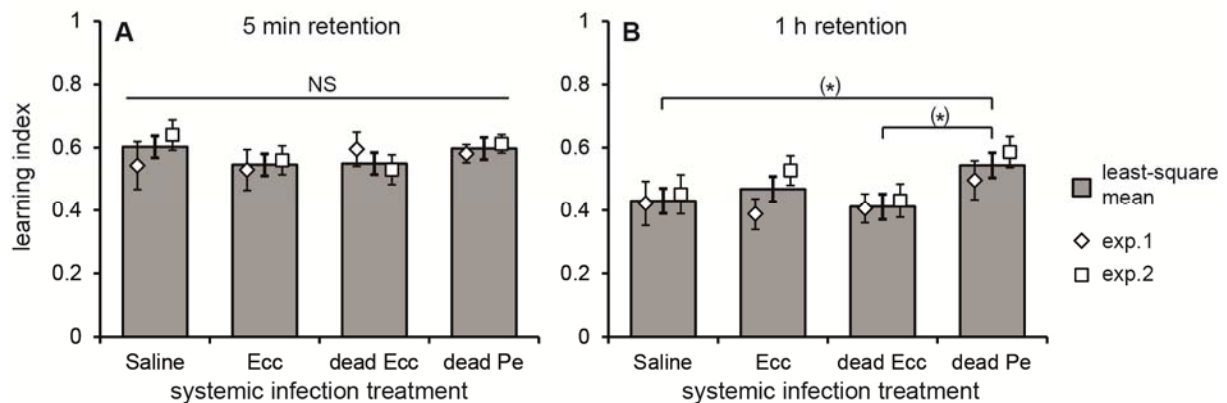 A
5 min retention
NS
learning index
1
0.8
0.6
0.4
0.2
0
Saline
Ecc
dead Ecc
dead Pe
systemic infection treatment
B
1 h retention
(*)
(*)
1
0.8
0.6
0.4
0.2
0
Saline
Ecc
dead Ecc
dead Pe
systemic infection treatment
least-square
mean
exp.1
exp.2